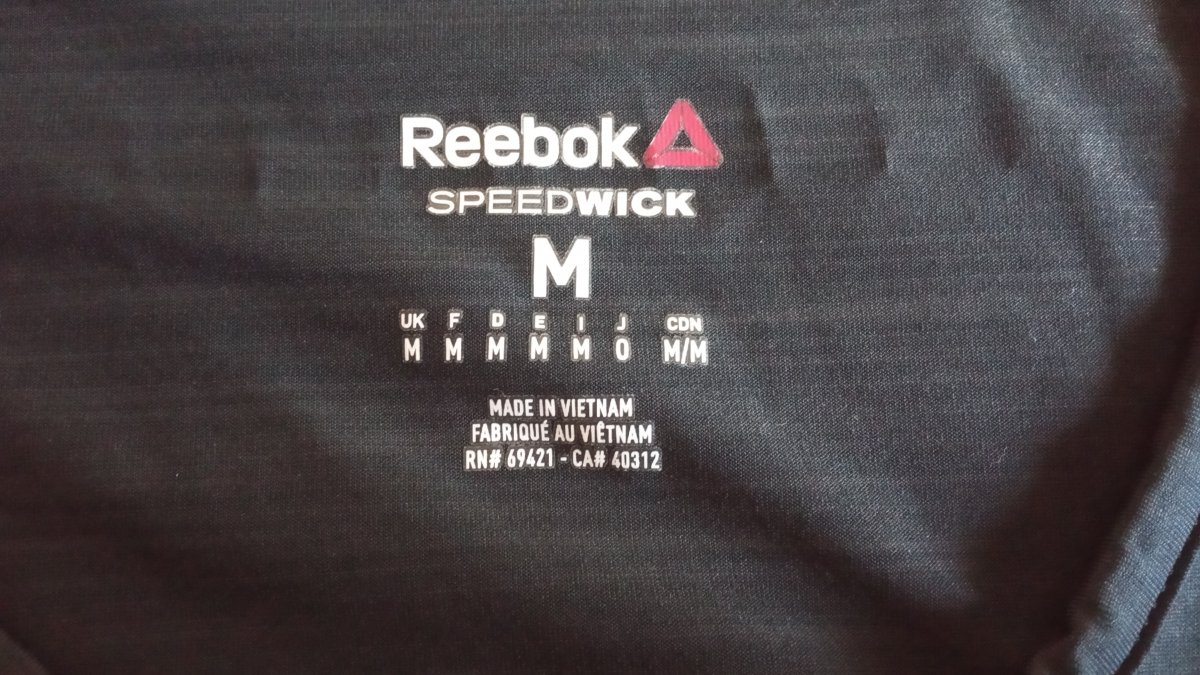 Reebok
SPEEDWICK
M
UK F D E I J CDN
M M M M M O M/M
MADE IN VIETNAM
FABRIQUÉ AU VIÊTNAM
RN# 69421 - CA# 40312